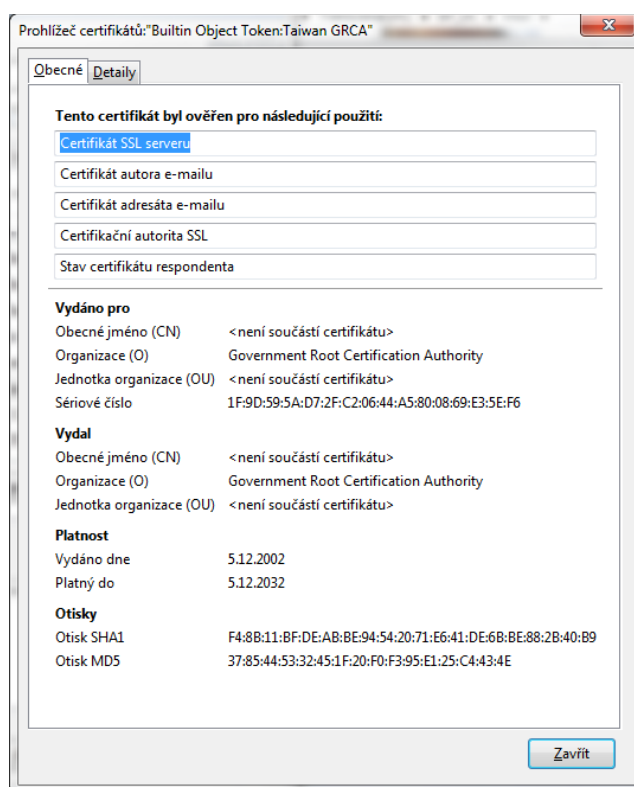 Prohlížeč certifikátů:"Builtin Object Token:Taiwan GRCA"
Obecné Detaily
Tento certifikát byl ověřen pro následující použití:
Certifikát SSL serveru
Certifikát autora e-mailu
Certifikát adresáta e-mailu
Certifikační autorita SSL
Stav certifikátu respondenta
Vydáno pro
Obecné jméno (CN) <není součástí certifikátu>
Organizace (O) Government Root Certification Authority
Jednotka organizace (OU) <není součástí certifikátu>
Sériové číslo 1F:9D:59:5A:D7:2F:C2:06:44:A5:80:08:69:E3:5E:F6
Vydal
Obecné jméno (CN) <není součástí certifikátu>
Organizace (O) Government Root Certification Authority
Jednotka organizace (OU) <není součástí certifikátu>
Platnost
Vydáno dne 5.12.2002
Platný do 5.12.2032
Otisky
Otisk SHA1 F4:8B:11:BF:DE:AB:BE:94:54:20:71:E6:41:DE:6B:BE:88:2B:40:B9
Otisk MD5 37:85:44:53:32:45:1F:20:F0:F3:95:E1:25:C4:43:4E
Zavřít